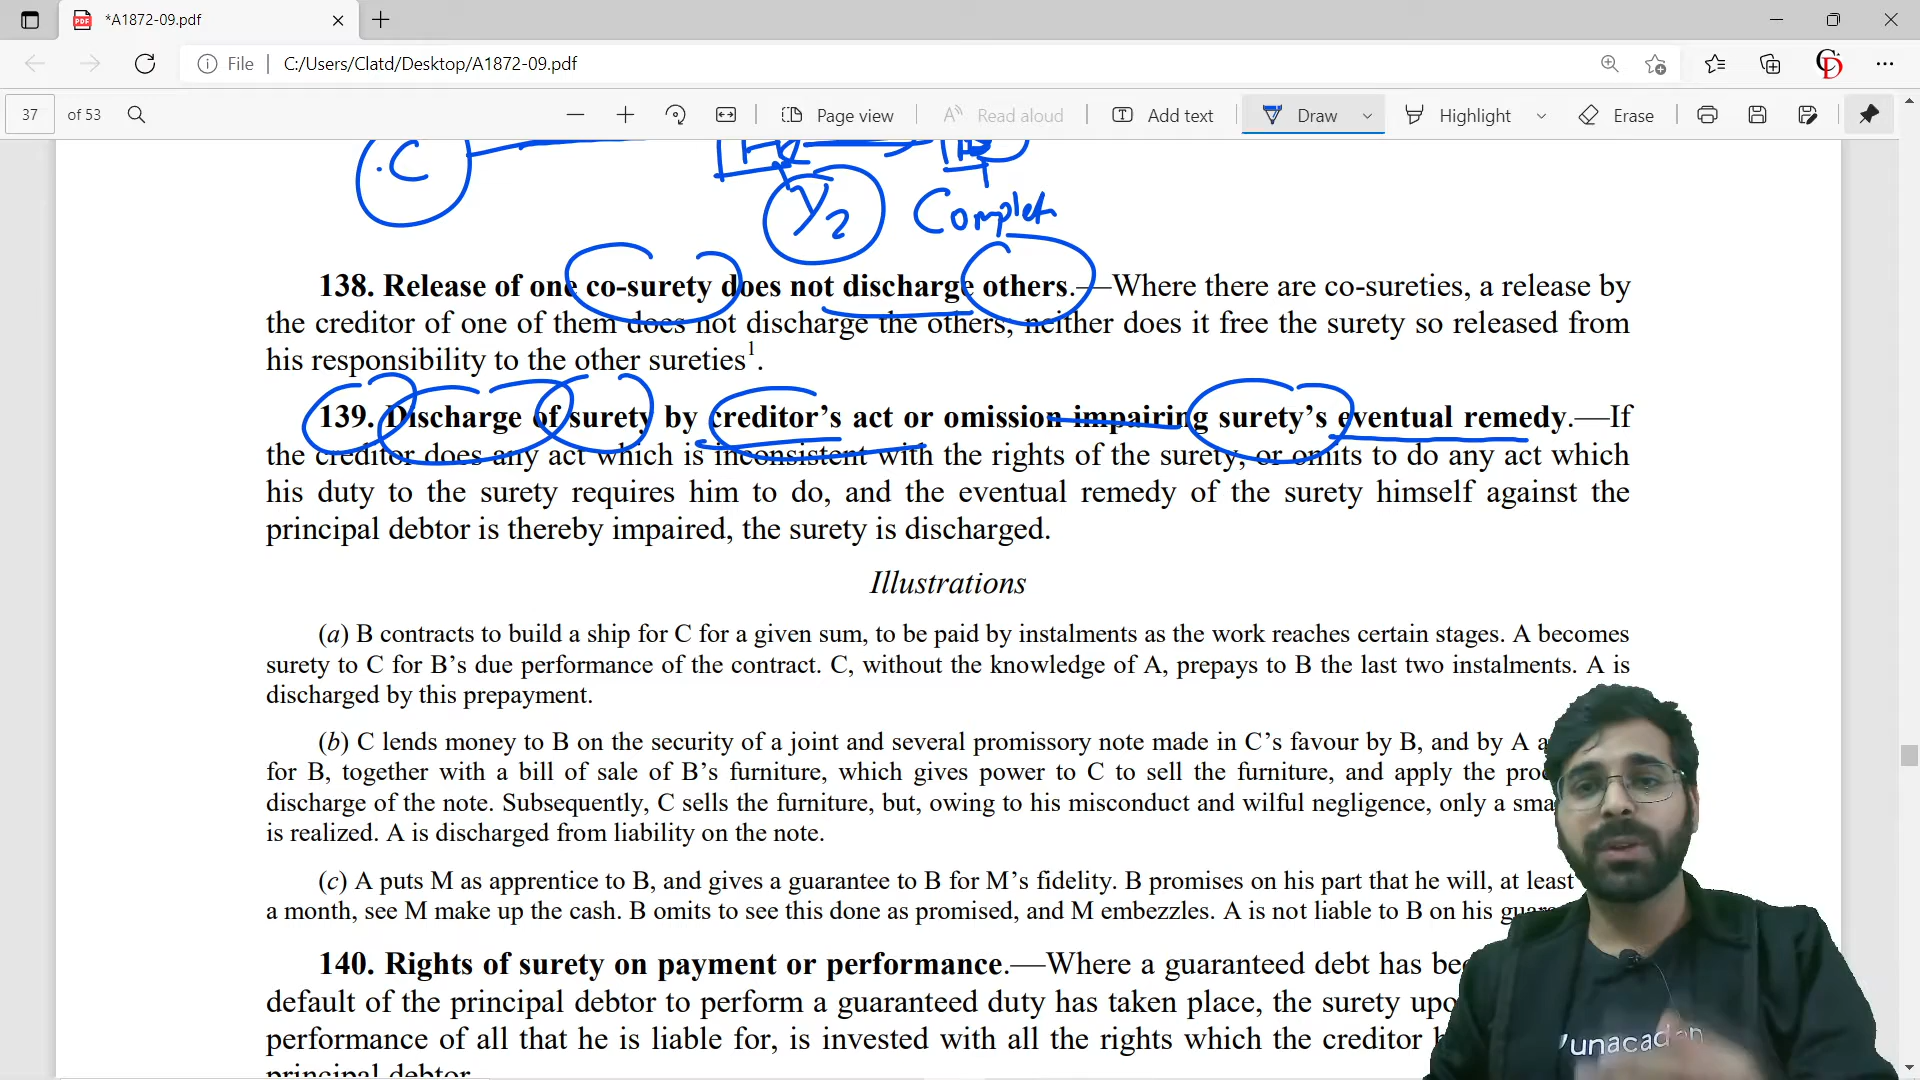 *A1872-09.pdf
File C:/Users/Clatd/Desktop/A1872-09.pdf
CD
37 of 53 Page view Read aloud Add text Draw Highlight Erase
.C
1/2 Complete
138. Release of one co-surety does not discharge others.—Where there are co-sureties, a release by
the creditor of one of them does not discharge the others; neither does it free the surety so released from
his responsibility to the other sureties1.
139. Discharge of surety by creditor’s act or omission impairing surety’s eventual remedy.—If
the creditor does any act which is inconsistent with the rights of the surety, or omits to do any act which
his duty to the surety requires him to do, and the eventual remedy of the surety himself against the
principal debtor is thereby impaired, the surety is discharged.
Illustrations
(a) B contracts to build a ship for C for a given sum, to be paid by instalments as the work reaches certain stages. A becomes
surety to C for B’s due performance of the contract. C, without the knowledge of A, prepays to B the last two instalments. A is
discharged by this prepayment.
(b) C lends money to B on the security of a joint and several promissory note made in C’s favour by B, and by A
for B, together with a bill of sale of B’s furniture, which gives power to C to sell the furniture, and apply the
discharge of the note. Subsequently, C sells the furniture, but, owing to his misconduct and wilful negligence, only a
is realized. A is discharged from liability on the note.
(c) A puts M as apprentice to B, and gives a guarantee to B for M’s fidelity. B promises on his part that he will, at least
a month, see M make up the cash. B omits to see this done as promised, and M embezzles. A is not liable to B on his
140. Rights of surety on payment or performance.—Where a guaranteed debt has
default of the principal debtor to perform a guaranteed duty has taken place, the surety
performance of all that he is liable for, is invested with all the rights which the creditor
principal debtor